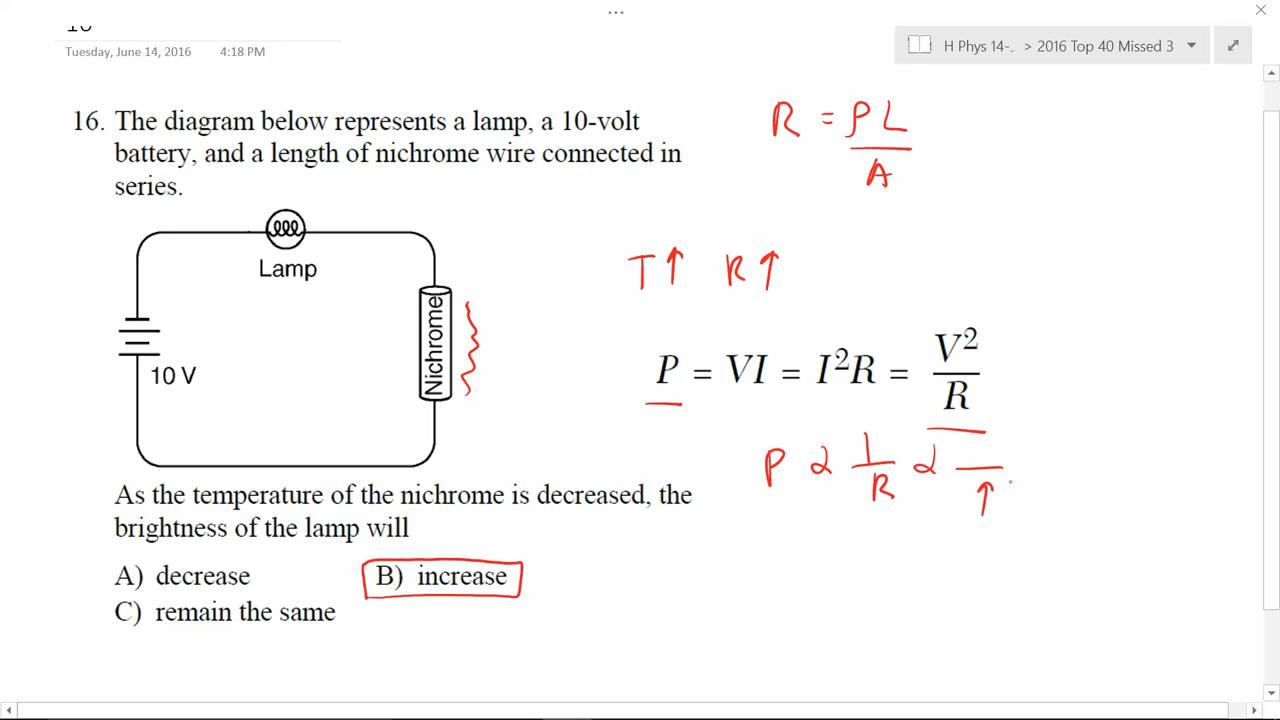 Tuesday, June 14, 2016 4:18 PM
H Phys 14-.. > 2016 Top 40 Missed 3
16. The diagram below represents a lamp, a 10-volt
battery, and a length of nichrome wire connected in
series.
R = ρL
A
Lamp
Nichrome
10 V
T↑ R↑
P = VI = I²R = V²
R
P ∝ 1 ∝
R ↑
As the temperature of the nichrome is decreased, the
brightness of the lamp will
A) decrease B) increase
C) remain the same